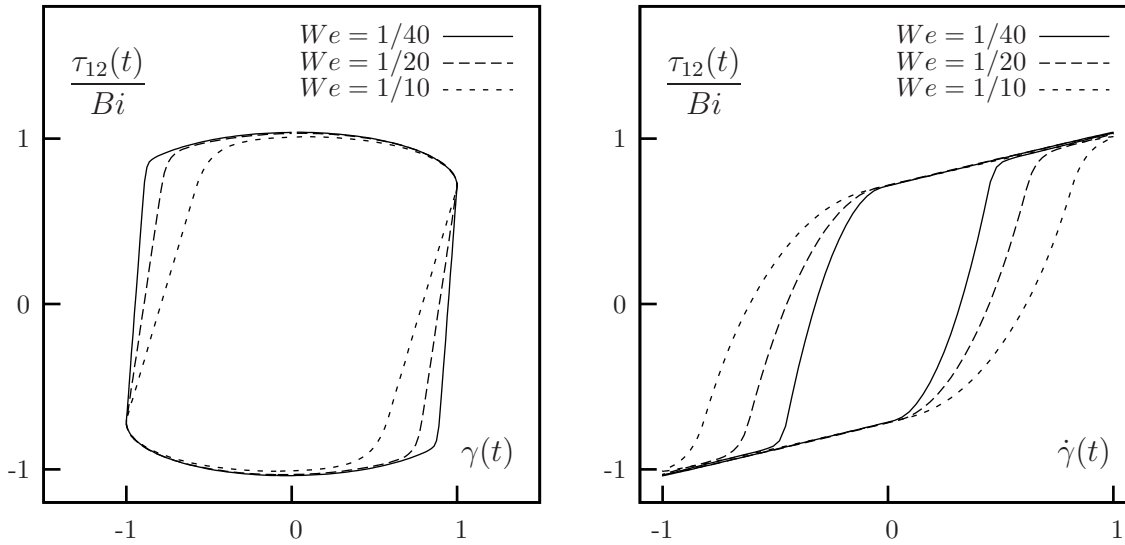 We = 1/40
We = 1/20
We = 1/10
τ₁₂(t)
Bi
1
0
-1
γ(t)
-1
0
1
We = 1/40
We = 1/20
We = 1/10
τ₁₂(t)
Bi
1
0
-1
γ̇(t)
-1
0
1